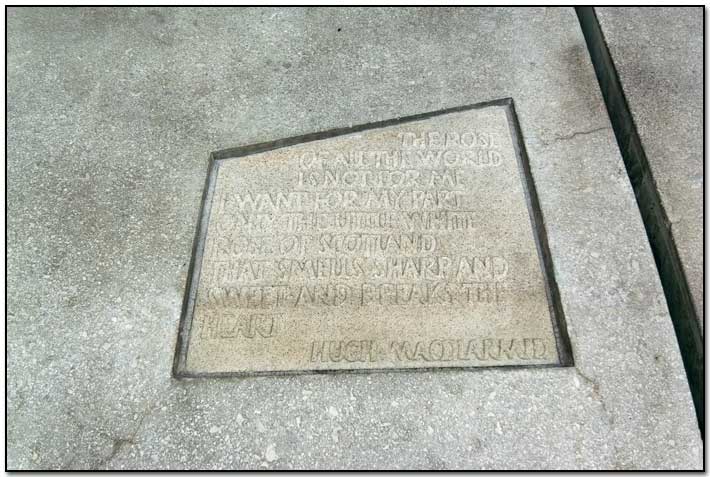 THE ROSE
OF ALL THE WORLD
IS NOT FOR ME
I WANT FOR MY PART
ONLY THE LITTLE WHITE
ROSE OF SCOTLAND
THAT SMELLS SHARP AND
SWEET AND BREAKS THE
HEART
HUGH MACDIARMID